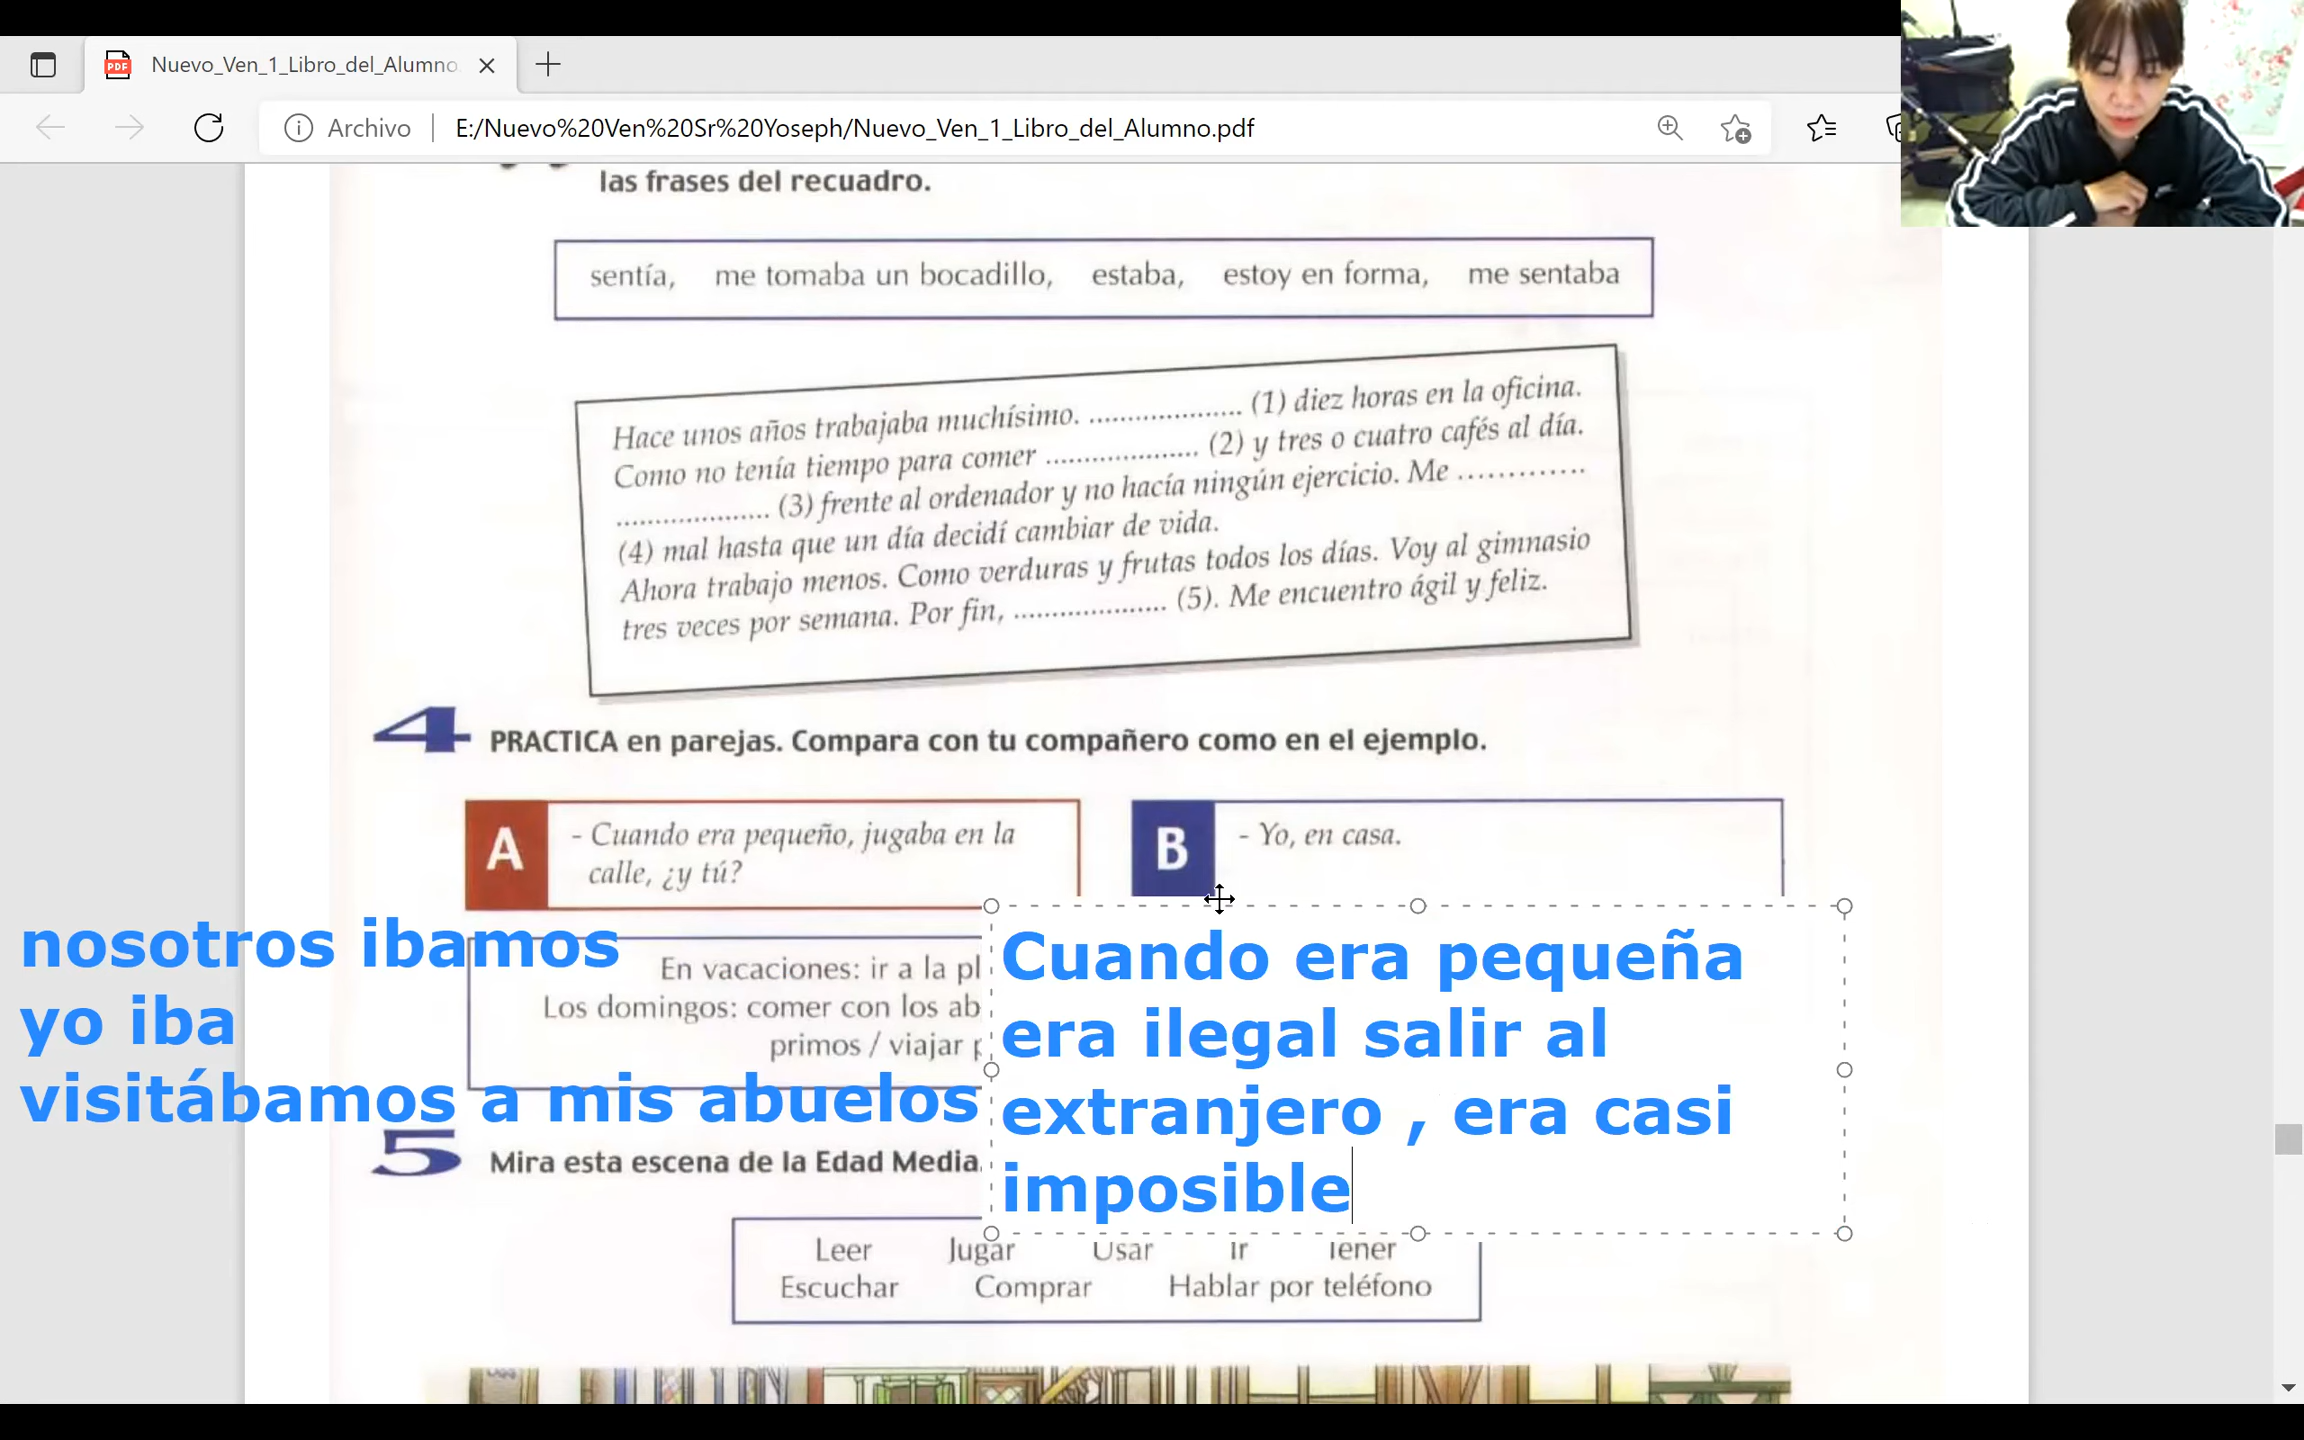 Nuevo_Ven_1_Libro_del_Alumno
Archivo
E:/Nuevo%20Ven%20Sr%20Yoseph/Nuevo_Ven_1_Libro_del_Alumno.pdf
las frases del recuadro.
sentía, me tomaba un bocadillo, estaba, estoy en forma, me sentaba
Hace unos años trabajaba muchísimo. .................... (1) diez horas en la oficina.
Como no tenía tiempo para comer .................... (2) y tres o cuatro cafés al día.
.................... (3) frente al ordenador y no hacía ningún ejercicio. Me .............
(4) mal hasta que un día decidí cambiar de vida.
Ahora trabajo menos. Como verduras y frutas todos los días. Voy al gimnasio
tres veces por semana. Por fin, .................... (5). Me encuentro ágil y feliz.
4 PRACTICA en parejas. Compara con tu compañero como en el ejemplo.
A
- Cuando era pequeño, jugaba en la
calle, ¿y tú?
B
- Yo, en casa.
nosotros ibamos
yo iba
visitábamos a mis abuelos
En vacaciones: ir a la
Los domingos: comer con los
primos / viajar
Cuando era pequeña
era ilegal salir al
extranjero , era casi
imposible
5 Mira esta escena de la Edad Media.
Leer Jugar Usar Ir Tener
Escuchar Comprar Hablar por teléfono